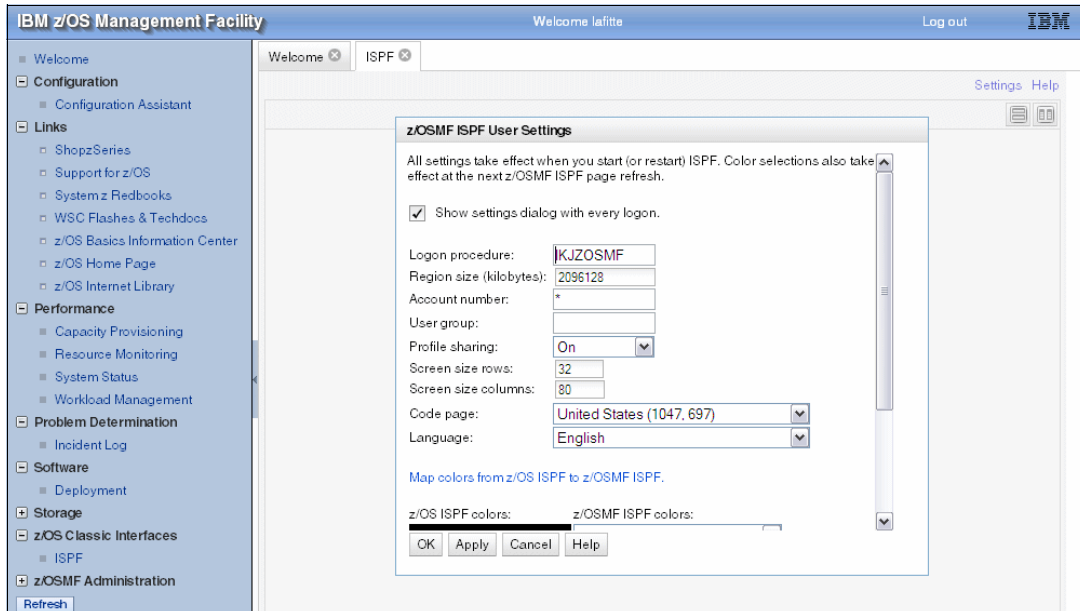 IBM z/OS Management Facility
Welcome lafitte
Log out
IBM
Welcome
Configuration
Configuration Assistant
Links
ShopzSeries
Support for z/OS
System z Redbooks
WSC Flashes & Techdocs
z/OS Basics Information Center
z/OS Home Page
z/OS Internet Library
Performance
Capacity Provisioning
Resource Monitoring
System Status
Workload Management
Problem Determination
Incident Log
Software
Deployment
Storage
z/OS Classic Interfaces
ISPF
z/OSMF Administration
Refresh
Welcome
ISPF
Settings Help
z/OSMF ISPF User Settings
All settings take effect when you start (or restart) ISPF. Color selections also take
effect at the next z/OSMF ISPF page refresh.
Show settings dialog with every logon.
Logon procedure: IKJZOSMF
Region size (kilobytes): 2096128
Account number: *
User group:
Profile sharing: On
Screen size rows: 32
Screen size columns: 80
Code page: United States (1047, 697)
Language: English
Map colors from z/OS ISPF to z/OSMF ISPF.
z/OS ISPF colors: z/OSMF ISPF colors:
OK Apply Cancel Help